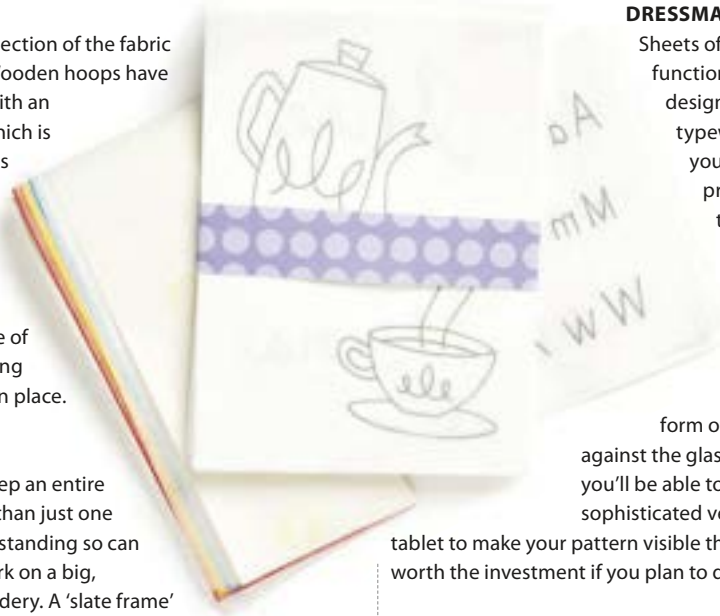 ection of the fabric
ooden hoops have
ith an
hich is
s
e of
ng
n place.
ep an entire
than just one
standing so can
rk on a big,
dery. A ‘slate frame’
Aa
Mm
WW
DRESSMA
Sheets of
function
design
typew
you
pr
t
form o
against the glas
you’ll be able to
sophisticated ve
tablet to make your pattern visible th
worth the investment if you plan to c